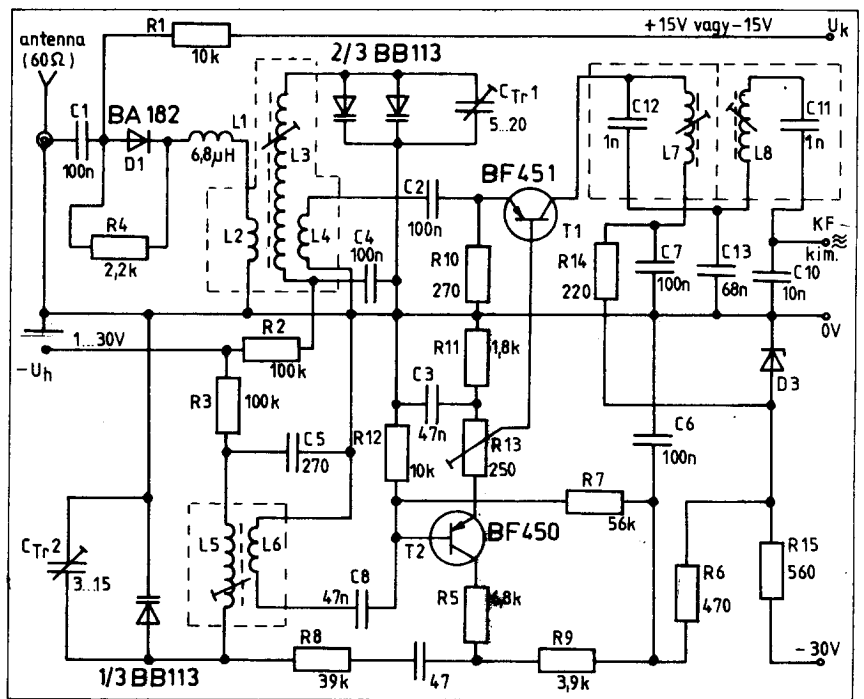 R1
10k
+15V vagy -15V
Uk
antenna
(60Ω)
2/3 BB113
CTr1
5...20
C1
100n
BA 182
D1
L1
6,8µH
L3
C12
1n
L7
L8
C11
1n
BF451
T1
R4
2,2k
L2
L4
C2
100n
C4
100n
R10
270
R14
220
C7
100n
C13
68n
KF
kim.
C10
10n
0V
1...30V
-Uh
R2
100k
R3
100k
R11
1,8k
D3
C3
47n
R12
10k
R13
250
C5
270
C6
100n
R7
56k
CTr2
3...15
L5
L6
T2
BF450
C8
47n
R5
6,8k
R6
470
R15
560
1/3 BB113
R8
39k
47
R9
3,9k
-30V